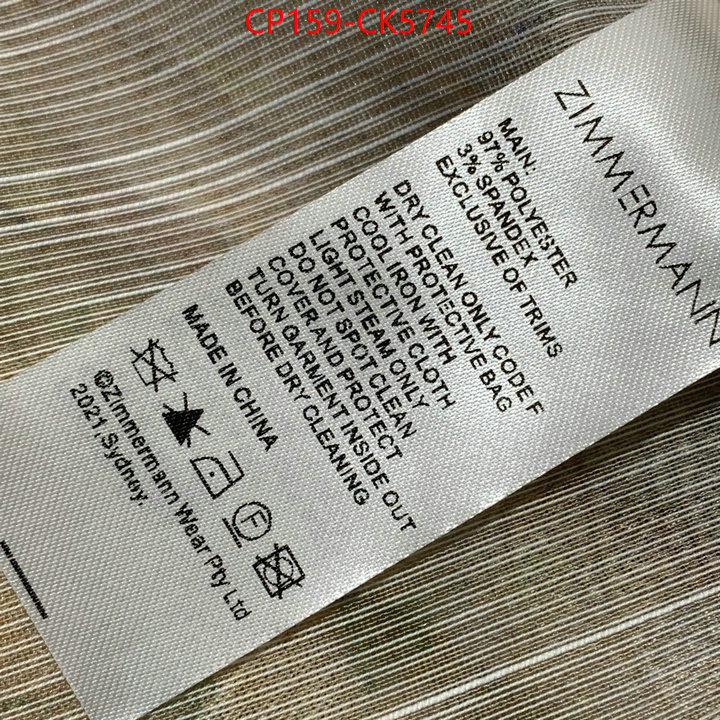 CP159-CK5745
ZIMMERMANN
MAIN:
97% POLYESTER
3% SPANDEX
EXCLUSIVE OF TRIMS
DRY CLEAN ONLY CODE F
WITH PROTECTIVE BAG
COOL IRON WITH
PROTECTIVE CLOTH
LIGHT STEAM ONLY
DO NOT SPOT CLEAN
COVER AND PROTECT
TURN GARMENT INSIDE OUT
BEFORE DRY CLEANING
MADE IN CHINA
F
©Zimmermann Wear Pty Ltd
2021,Sydney.